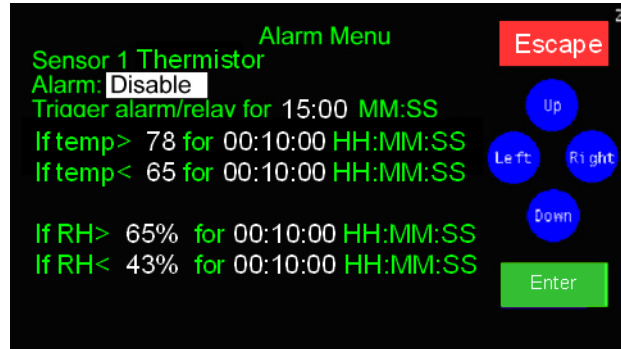 Alarm Menu
Sensor 1 Thermistor
Alarm: Disable
Trigger alarm/relay for 15:00 MM:SS
If temp> 78 for 00:10:00 HH:MM:SS
If temp< 65 for 00:10:00 HH:MM:SS
If RH> 65% for 00:10:00 HH:MM:SS
If RH< 43% for 00:10:00 HH:MM:SS
Escape
Up
Left
Right
Down
Enter